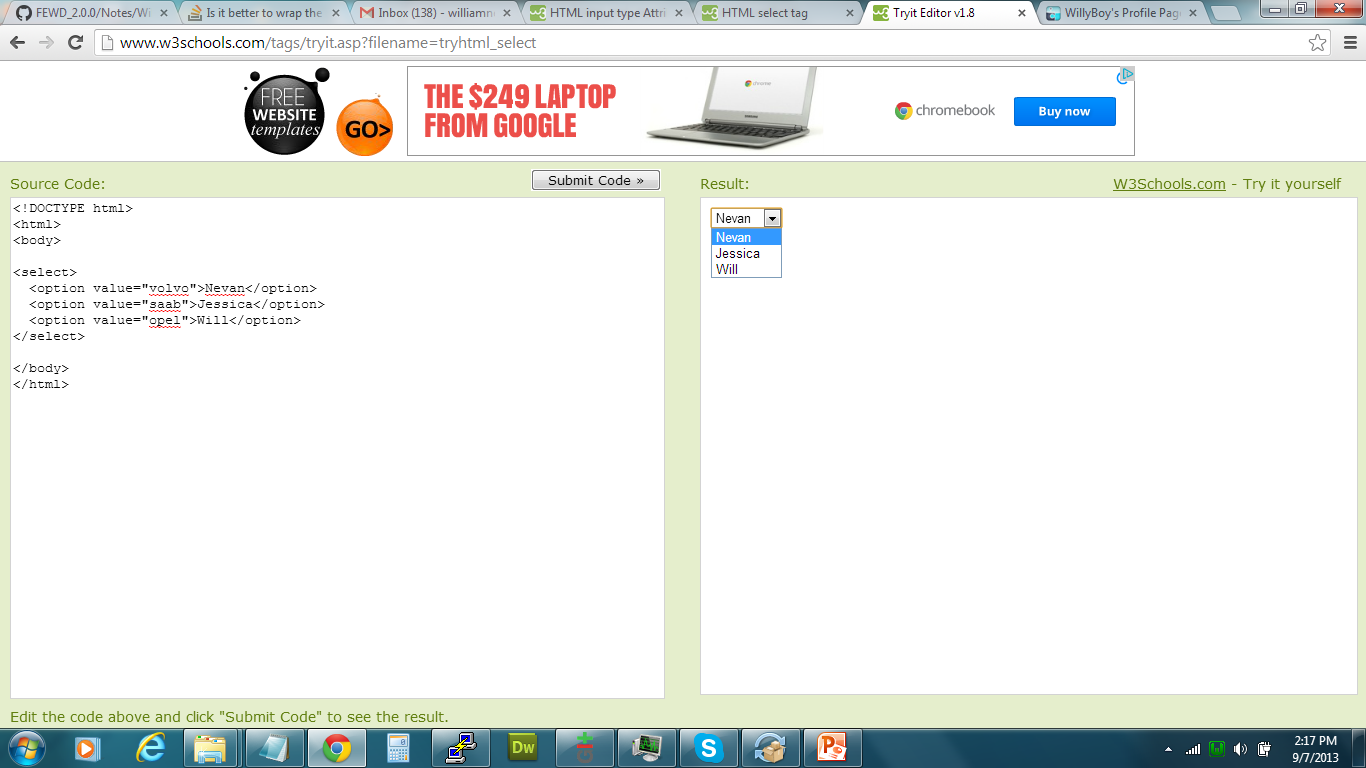 FEWD_2.0.0/Notes/Wi
Is it better to wrap the
Inbox (138) - williamn
HTML input type Attri
HTML select tag
Tryit Editor v1.8
WillyBoy's Profile Pag
www.w3schools.com/tags/tryit.asp?filename=tryhtml_select
FREE
WEBSITE
templates
GO>
THE $249 LAPTOP
FROM GOOGLE
chrome
chromebook
Buy now
Source Code:
Submit Code »
Result:
W3Schools.com - Try it yourself
<!DOCTYPE html>
<html>
<body>
<select>
  <option value="volvo">Nevan</option>
  <option value="saab">Jessica</option>
  <option value="opel">Will</option>
</select>
</body>
</html>
Nevan
Nevan
Jessica
Will
Edit the code above and click "Submit Code" to see the result.
Dw
2:17 PM
9/7/2013